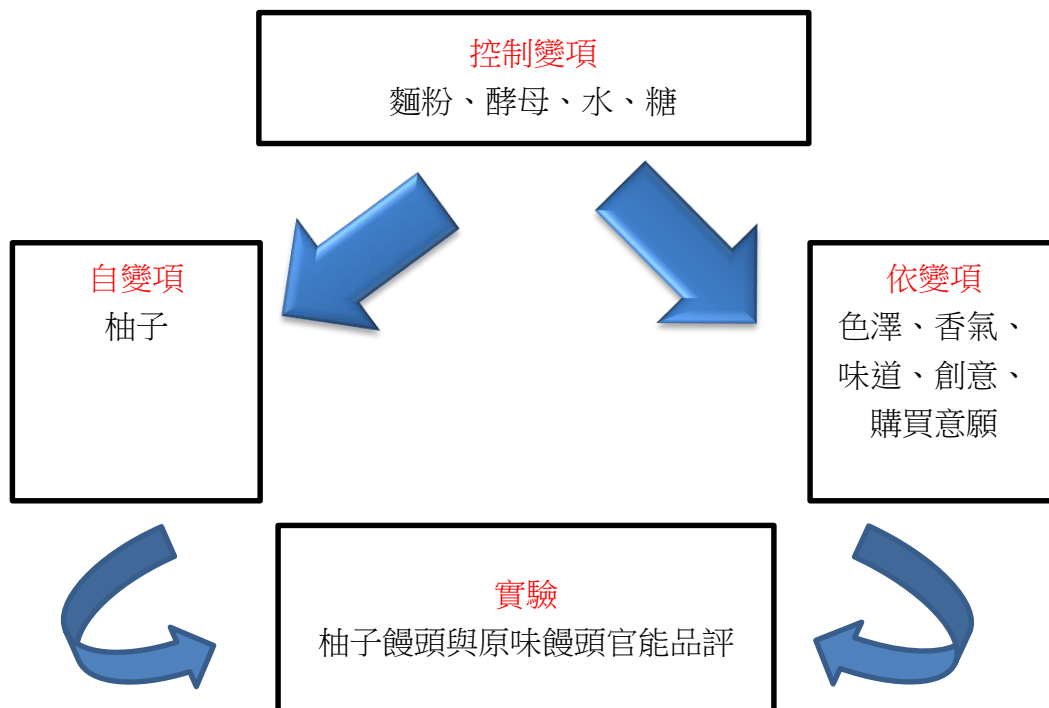 控制變項
麵粉、酵母、水、糖
自變項
柚子
依變項
色澤、香氣、
味道、創意、
購買意願
實驗
柚子饅頭與原味饅頭官能品評